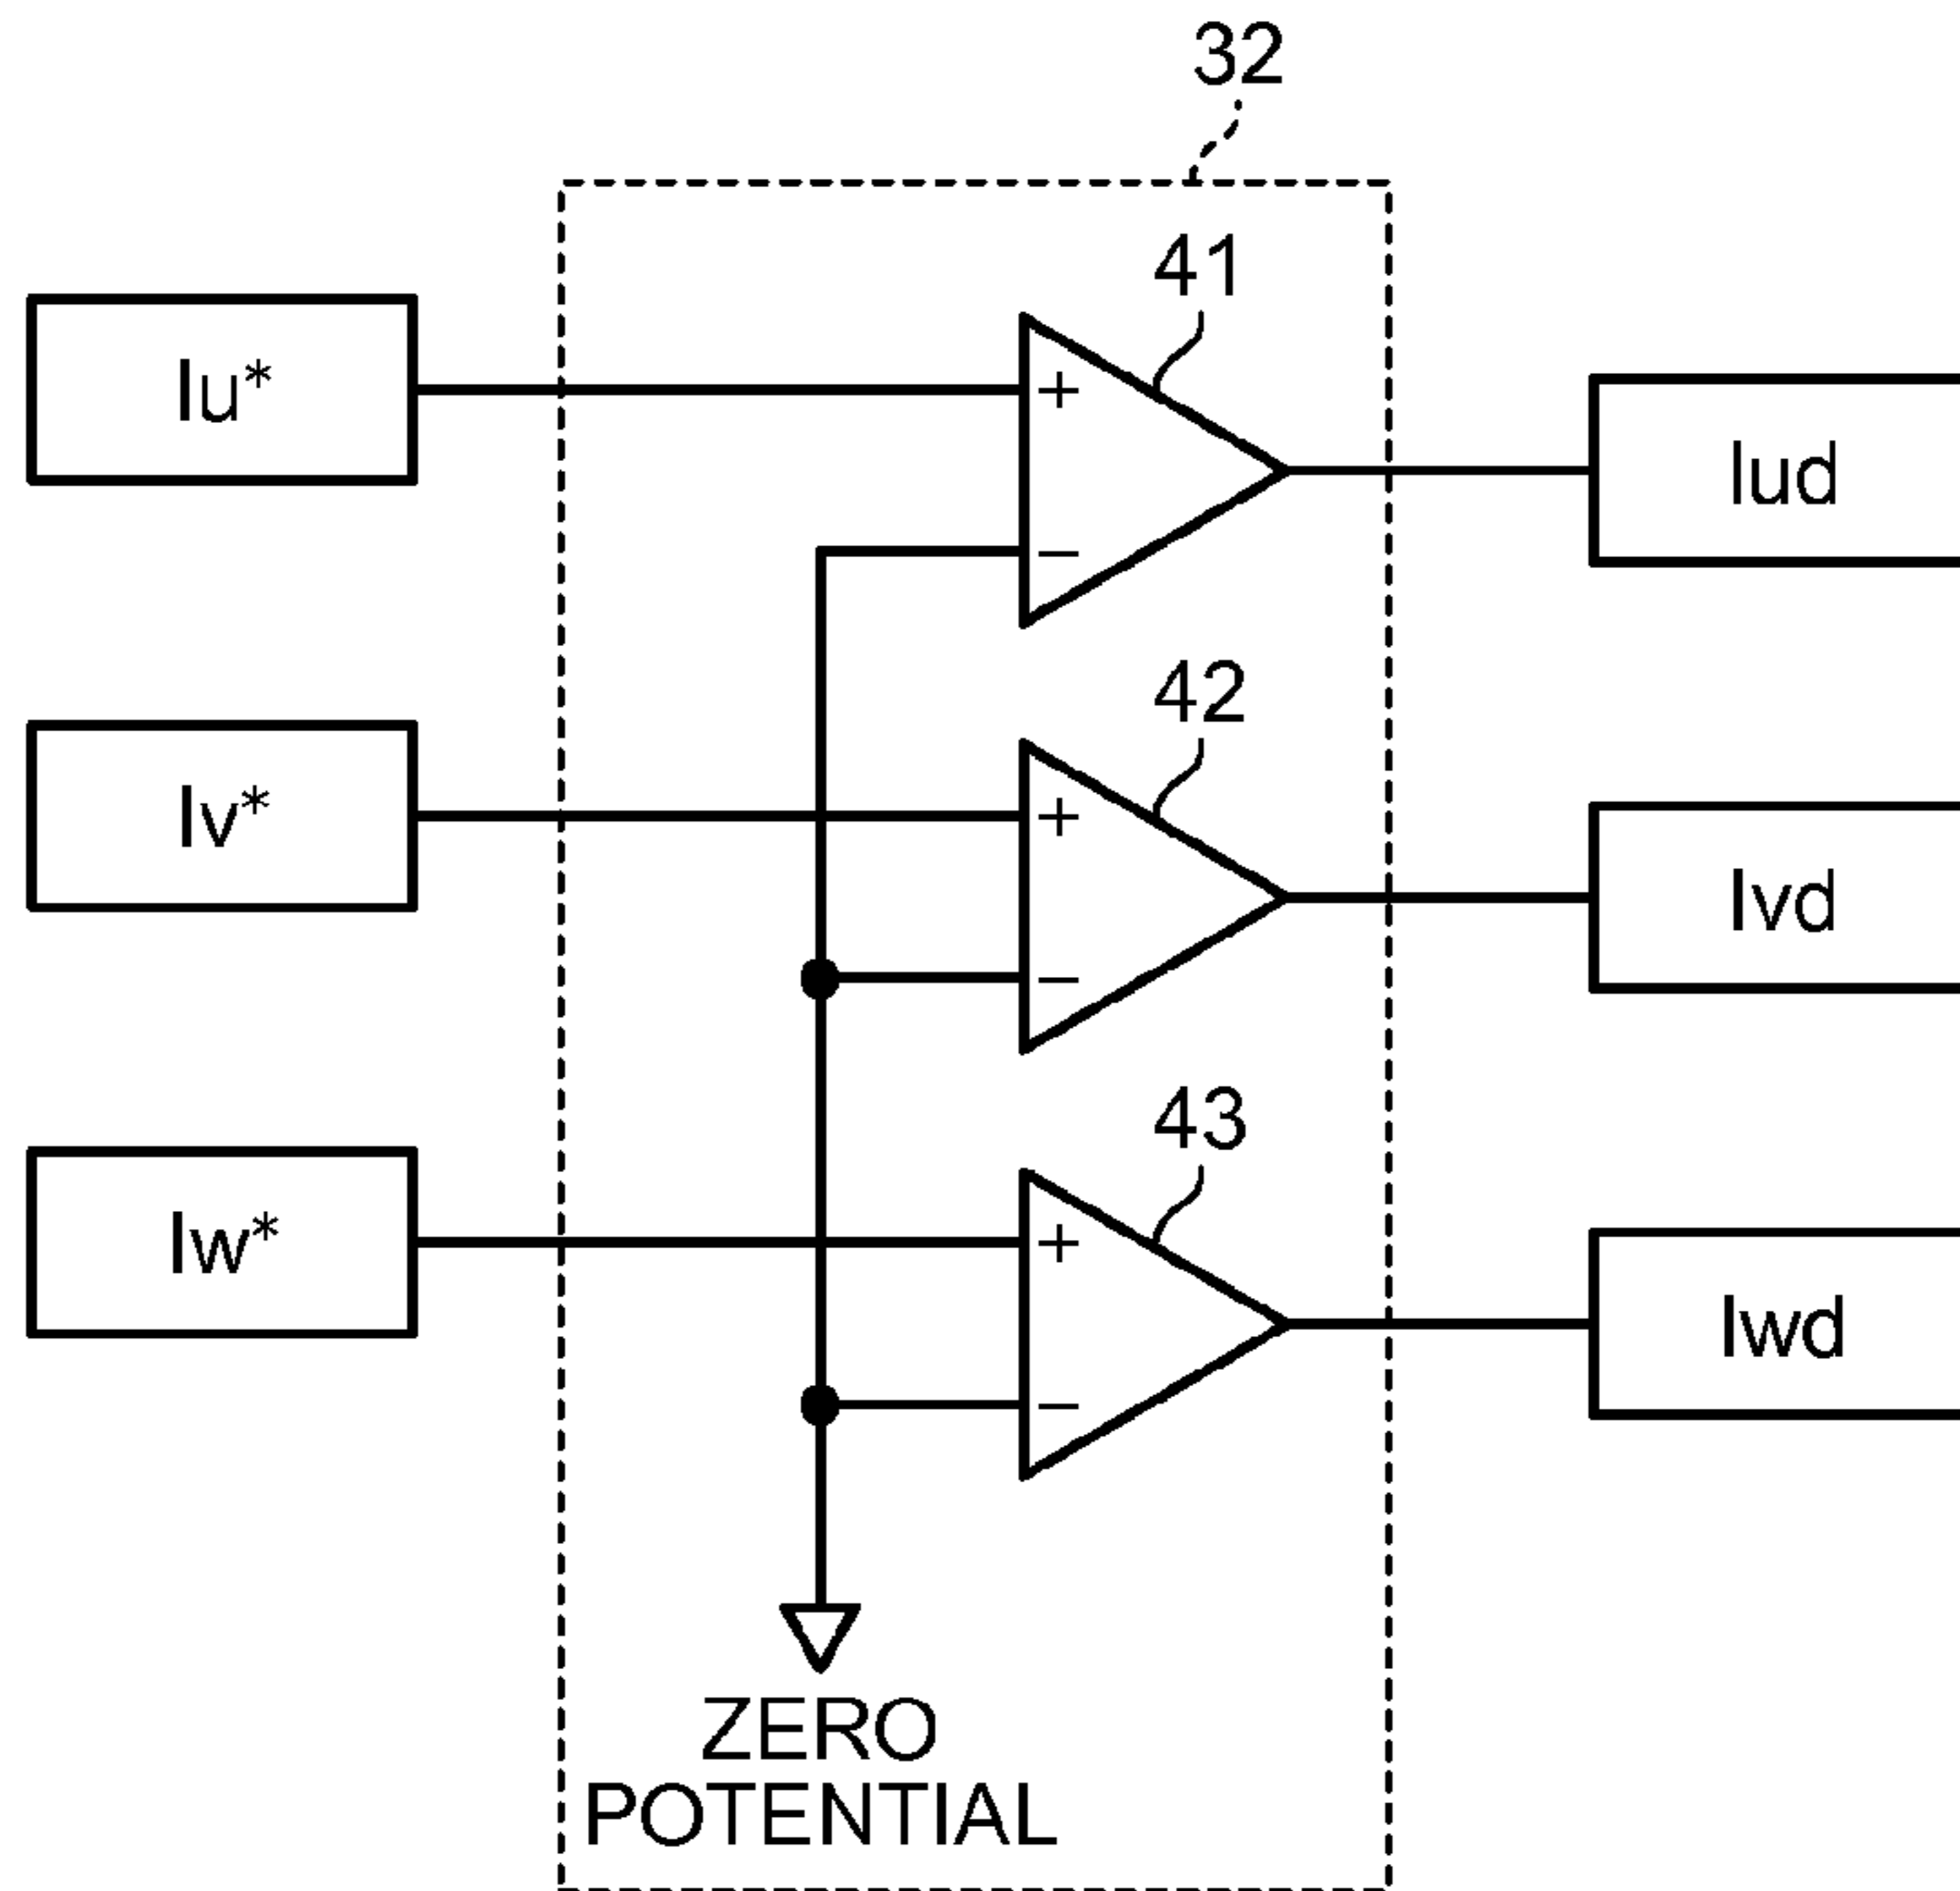 32
41
Iu*
+
Iud
−
42
Iv*
+
Ivd
−
43
Iw*
+
Iwd
−
ZERO
POTENTIAL